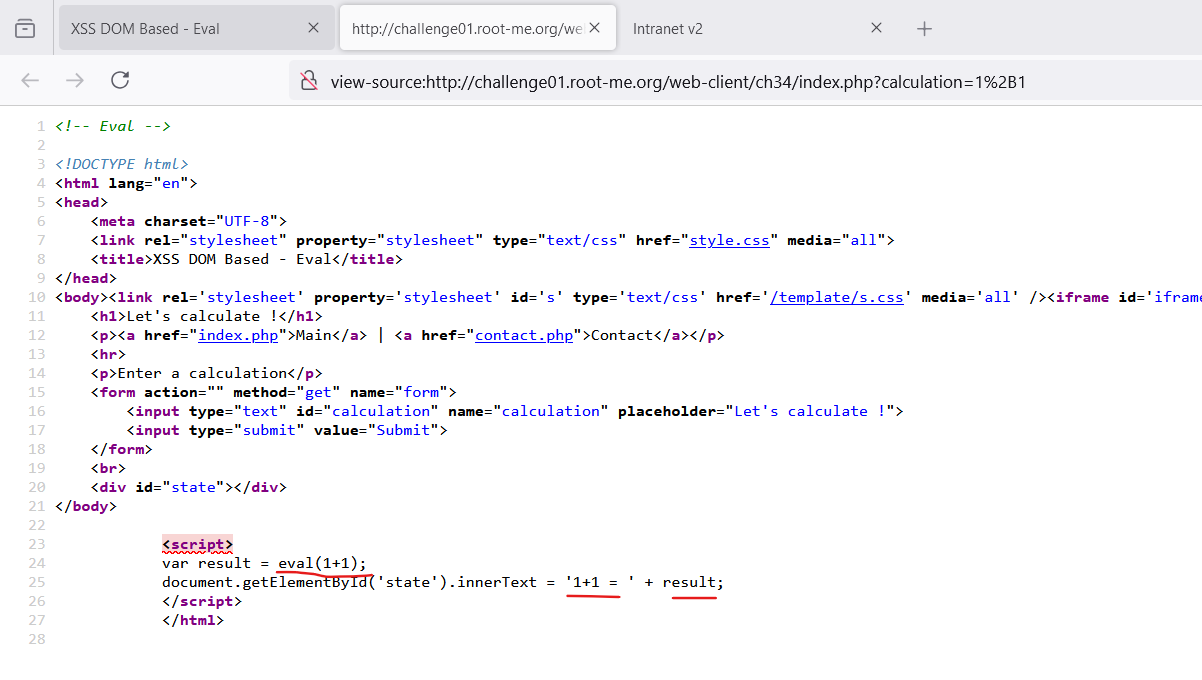 XSS DOM Based - Eval
http://challenge01.root-me.org/we
Intranet v2
view-source:http://challenge01.root-me.org/web-client/ch34/index.php?calculation=1%2B1
1 <!-- Eval -->
2
3 <!DOCTYPE html>
4 <html lang="en">
5 <head>
6 <meta charset="UTF-8">
7 <link rel="stylesheet" property="stylesheet" type="text/css" href="style.css" media="all">
8 <title>XSS DOM Based - Eval</title>
9 </head>
10 <body><link rel='stylesheet' property='stylesheet' id='s' type='text/css' href='/template/s.css' media='all' /><iframe id='iframe
11 <h1>Let's calculate !</h1>
12 <p><a href="index.php">Main</a> | <a href="contact.php">Contact</a></p>
13 <hr>
14 <p>Enter a calculation</p>
15 <form action="" method="get" name="form">
16 <input type="text" id="calculation" name="calculation" placeholder="Let's calculate !">
17 <input type="submit" value="Submit">
18 </form>
19 <br>
20 <div id="state"></div>
21 </body>
22
23 <script>
24 var result = eval(1+1);
25 document.getElementById('state').innerText = '1+1 = ' + result;
26 </script>
27 </html>
28